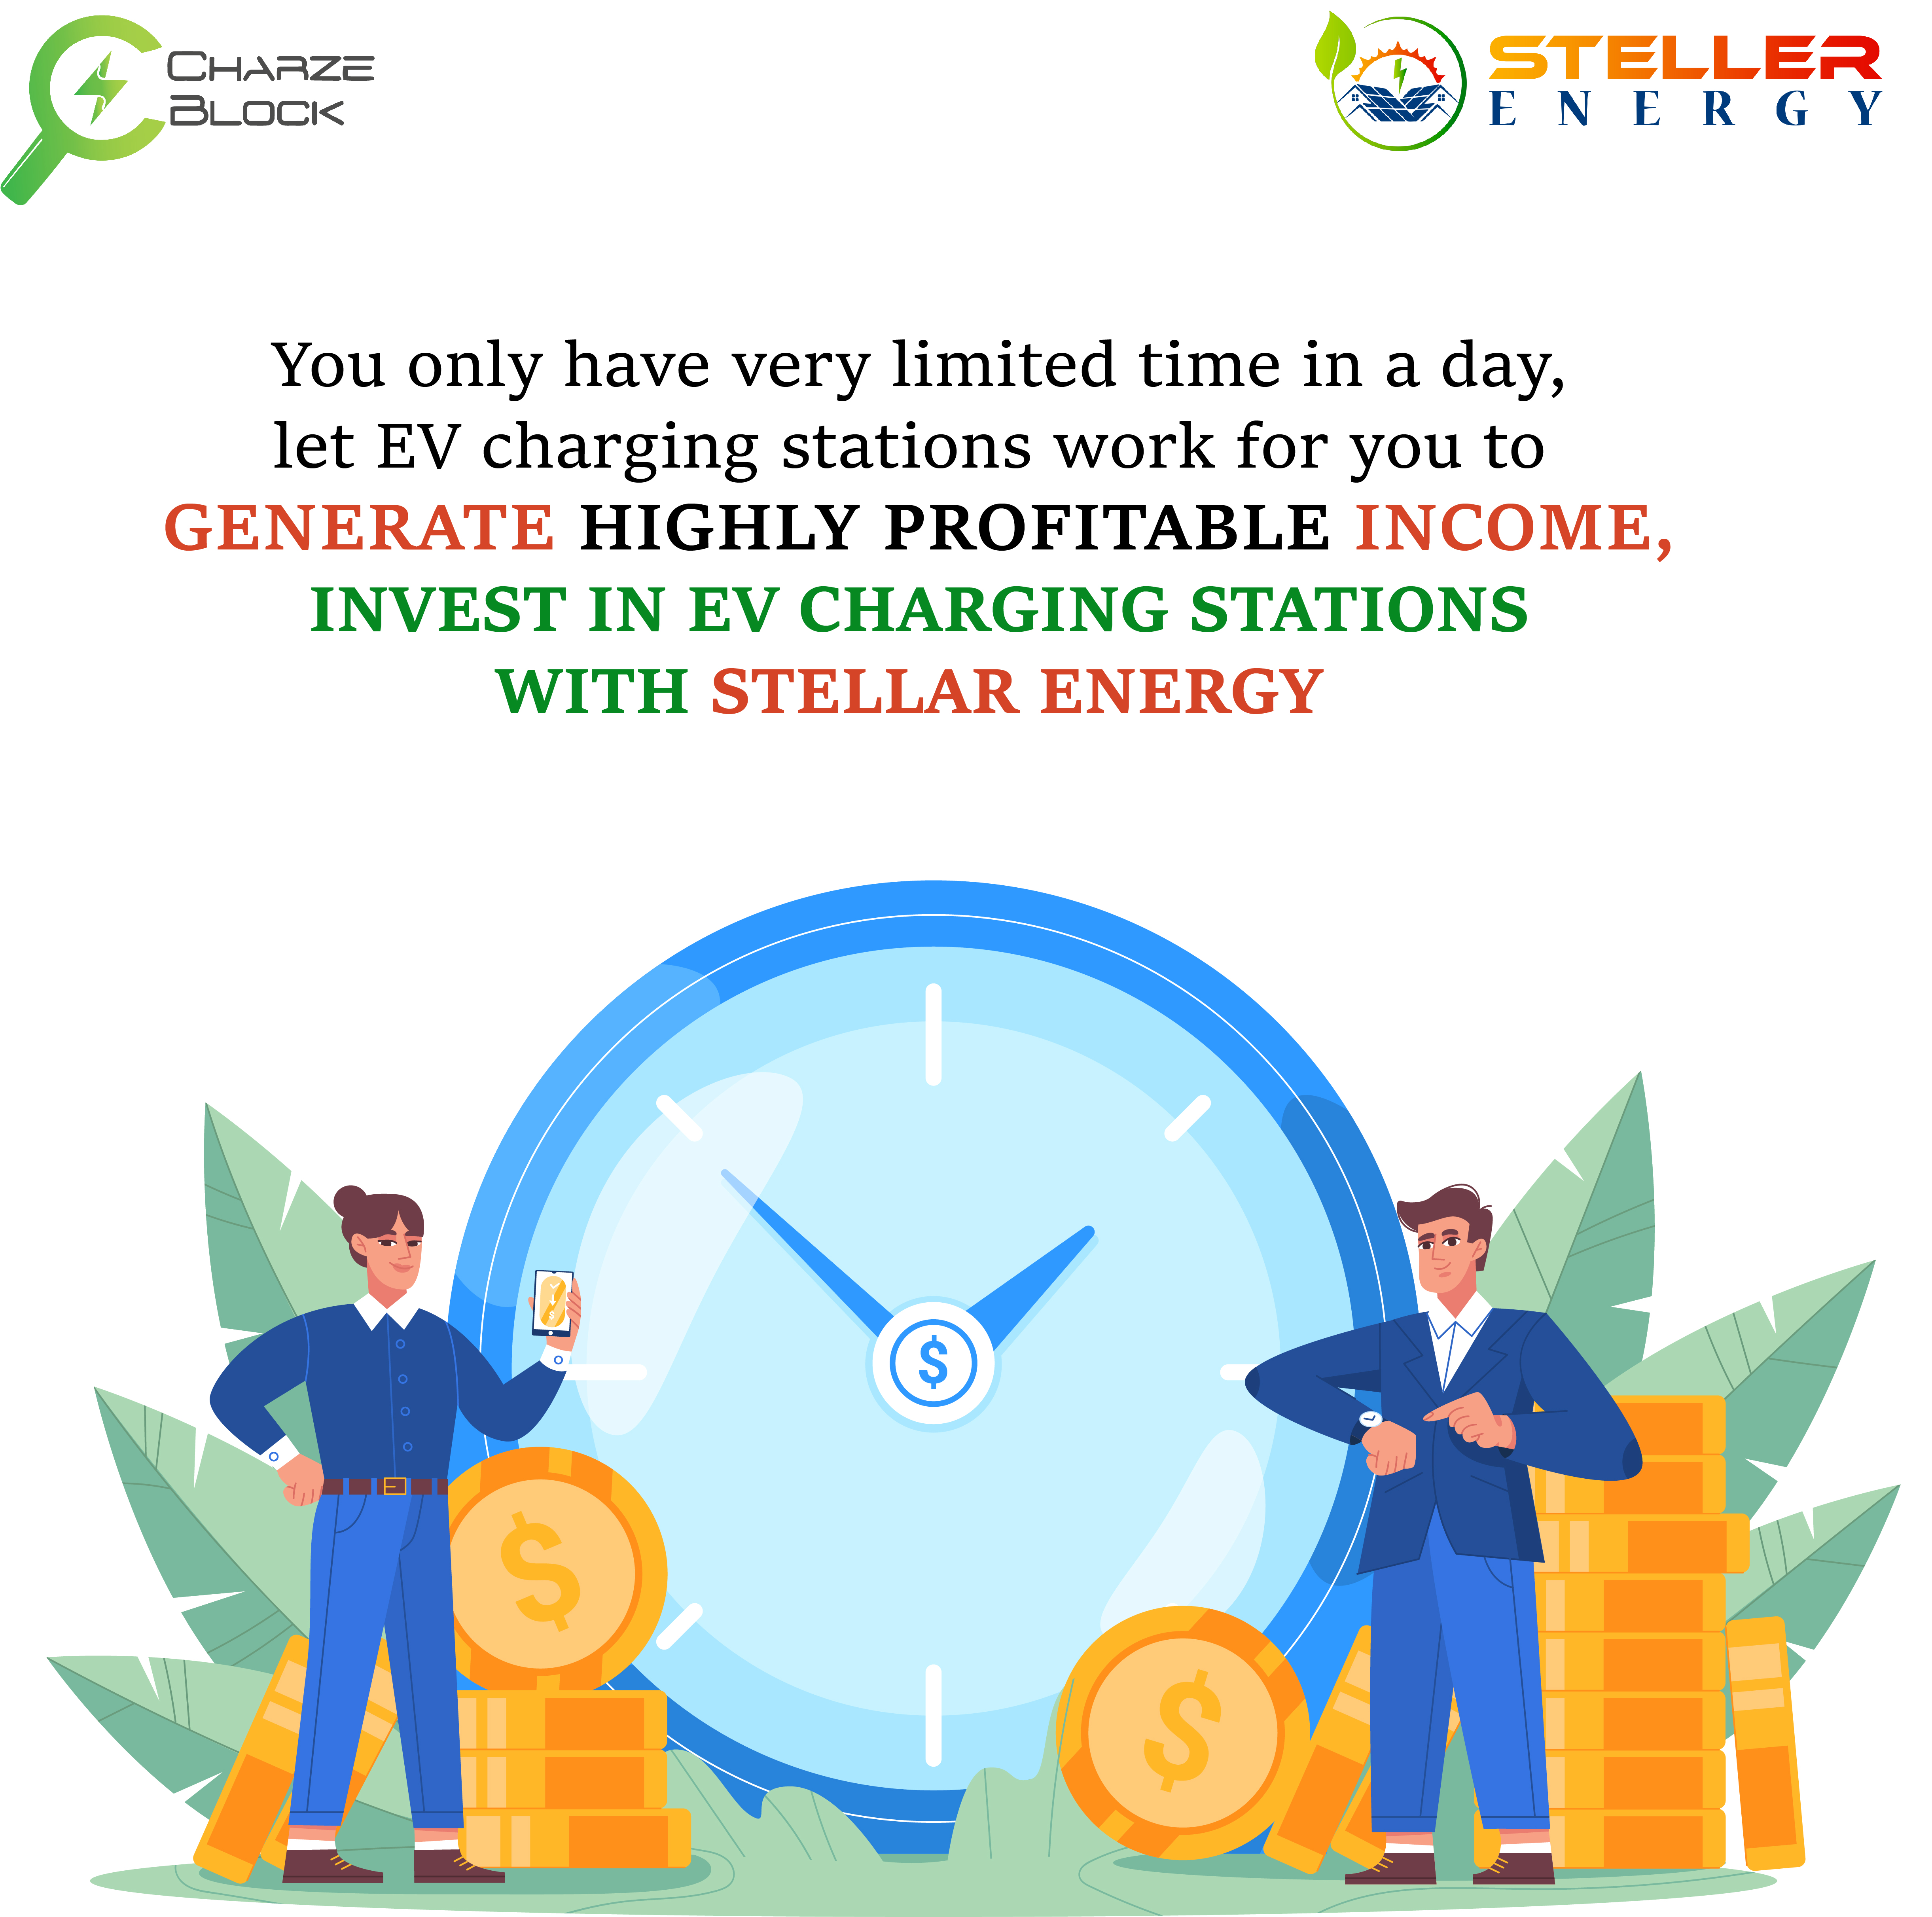 CHARZE
BLOCK
STELLER
ENERGY
You only have very limited time in a day,
let EV charging stations work for you to
GENERATE HIGHLY PROFITABLE INCOME,
INVEST IN EV CHARGING STATIONS
WITH STELLAR ENERGY
$
$
$
$